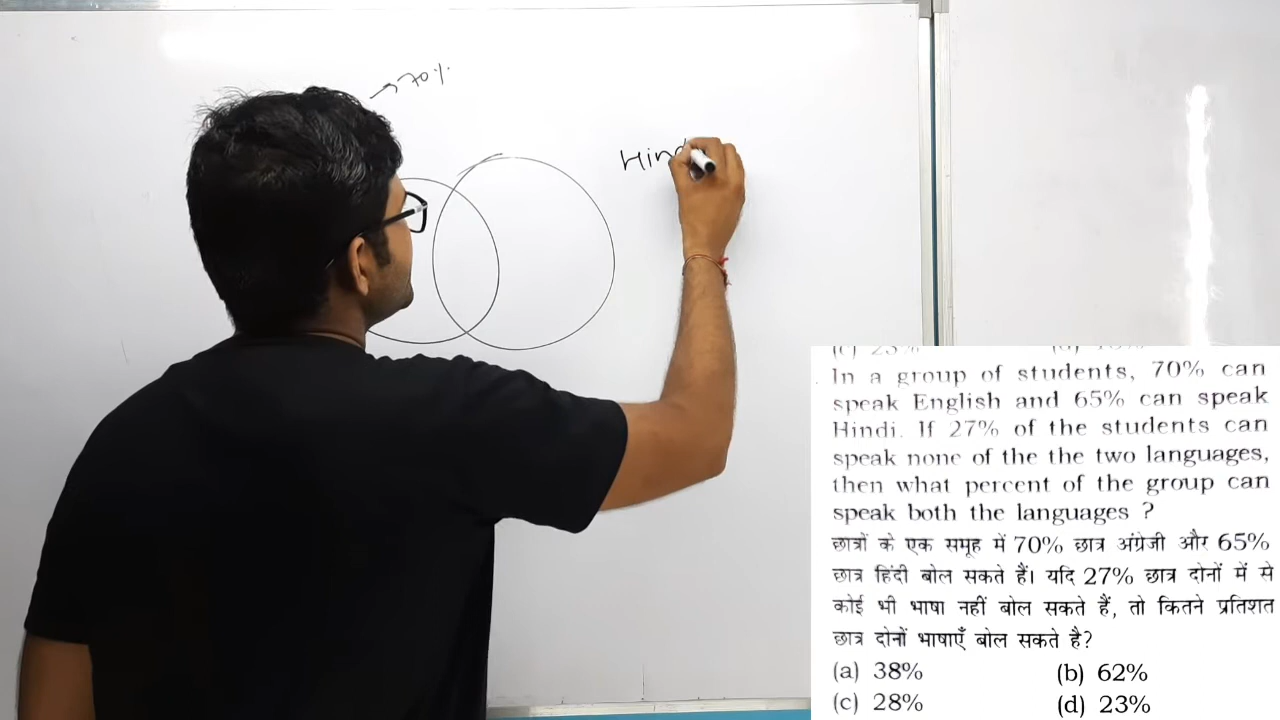 →70%
Hind
In a group of students, 70% can
speak English and 65% can speak
Hindi. If 27% of the students can
speak none of the the two languages,
then what percent of the group can
speak both the languages ?
छात्रों के एक समूह में 70% छात्र अंग्रेजी और 65%
छात्र हिंदी बोल सकते हैं। यदि 27% छात्र दोनों में से
कोई भी भाषा नहीं बोल सकते हैं, तो कितने प्रतिशत
छात्र दोनों भाषाएँ बोल सकते है?
(a) 38% (b) 62%
(c) 28% (d) 23%